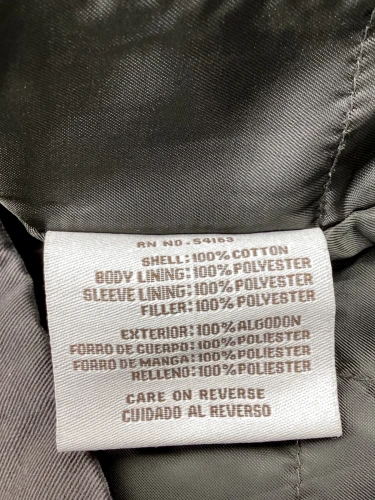 RN NO. 54163
SHELL: 100% COTTON
BODY LINING: 100% POLYESTER
SLEEVE LINING: 100% POLYESTER
FILLER: 100% POLYESTER
EXTERIOR: 100% ALGODON
FORRO DE CUERPO: 100% POLIESTER
FORRO DE MANGA: 100% POLIESTER
RELLENO: 100% POLIESTER
CARE ON REVERSE
CUIDADO AL REVERSO